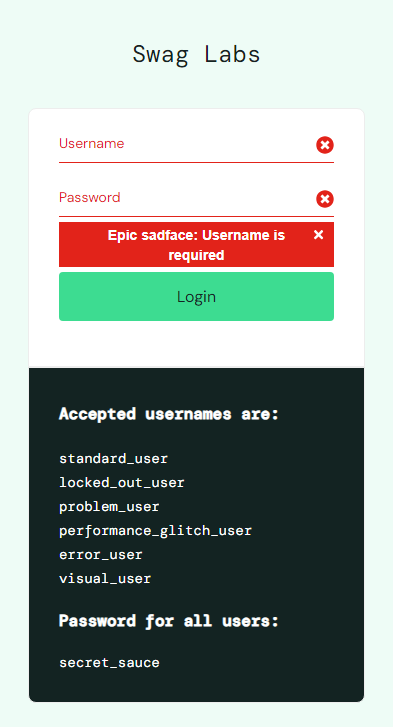 Swag Labs
Username
Password
Epic sadface: Username is
required
Login
Accepted usernames are:
standard_user
locked_out_user
problem_user
performance_glitch_user
error_user
visual_user
Password for all users:
secret_sauce